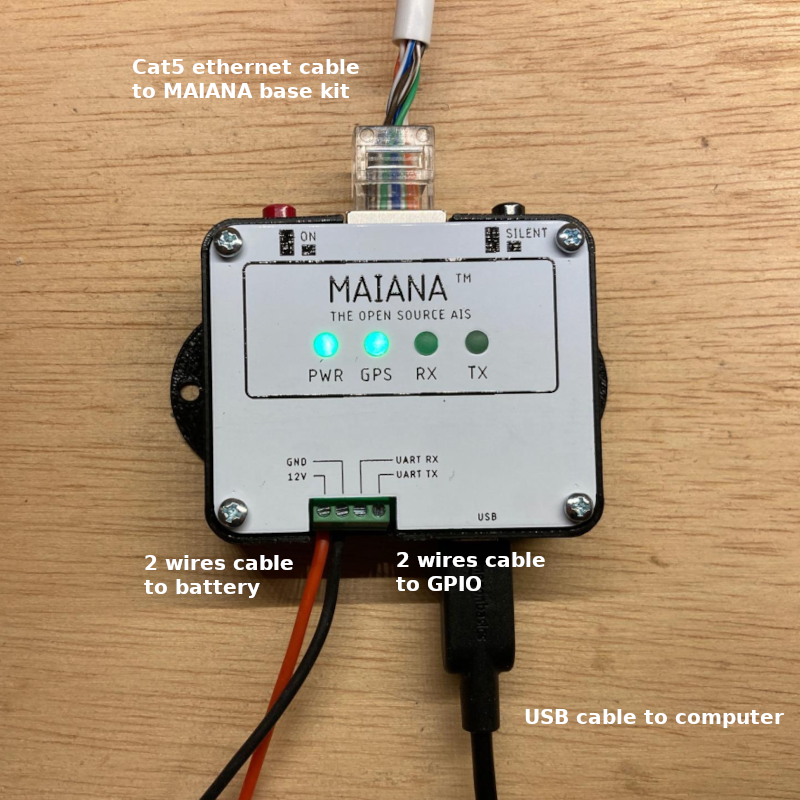 Cat5 ethernet cable
to MAIANA base kit
ON
SILENT
MAIANA ™
THE OPEN SOURCE AIS
PWR GPS RX TX
GND
UART RX
12V
UART TX
USB
2 wires cable
to battery
2 wires cable
to GPIO
USB cable to computer